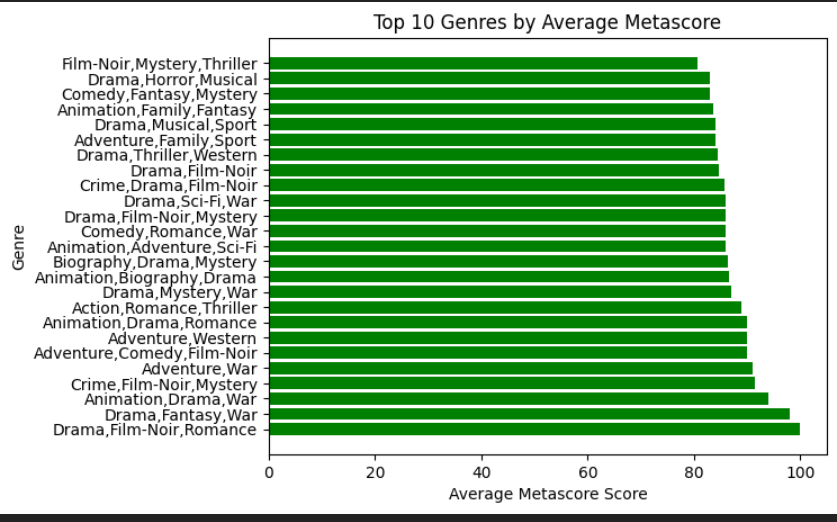 Top 10 Genres by Average Metascore
Film-Noir,Mystery,Thriller
Drama,Horror,Musical
Comedy,Fantasy,Mystery
Animation,Family,Fantasy
Drama,Musical,Sport
Adventure,Family,Sport
Drama,Thriller,Western
Drama,Film-Noir
Crime,Drama,Film-Noir
Drama,Sci-Fi,War
Drama,Film-Noir,Mystery
Comedy,Romance,War
Animation,Adventure,Sci-Fi
Biography,Drama,Mystery
Animation,Biography,Drama
Drama,Mystery,War
Action,Romance,Thriller
Animation,Drama,Romance
Adventure,Western
Adventure,Comedy,Film-Noir
Adventure,War
Crime,Film-Noir,Mystery
Animation,Drama,War
Drama,Fantasy,War
Drama,Film-Noir,Romance
Genre
0 20 40 60 80 100
Average Metascore Score